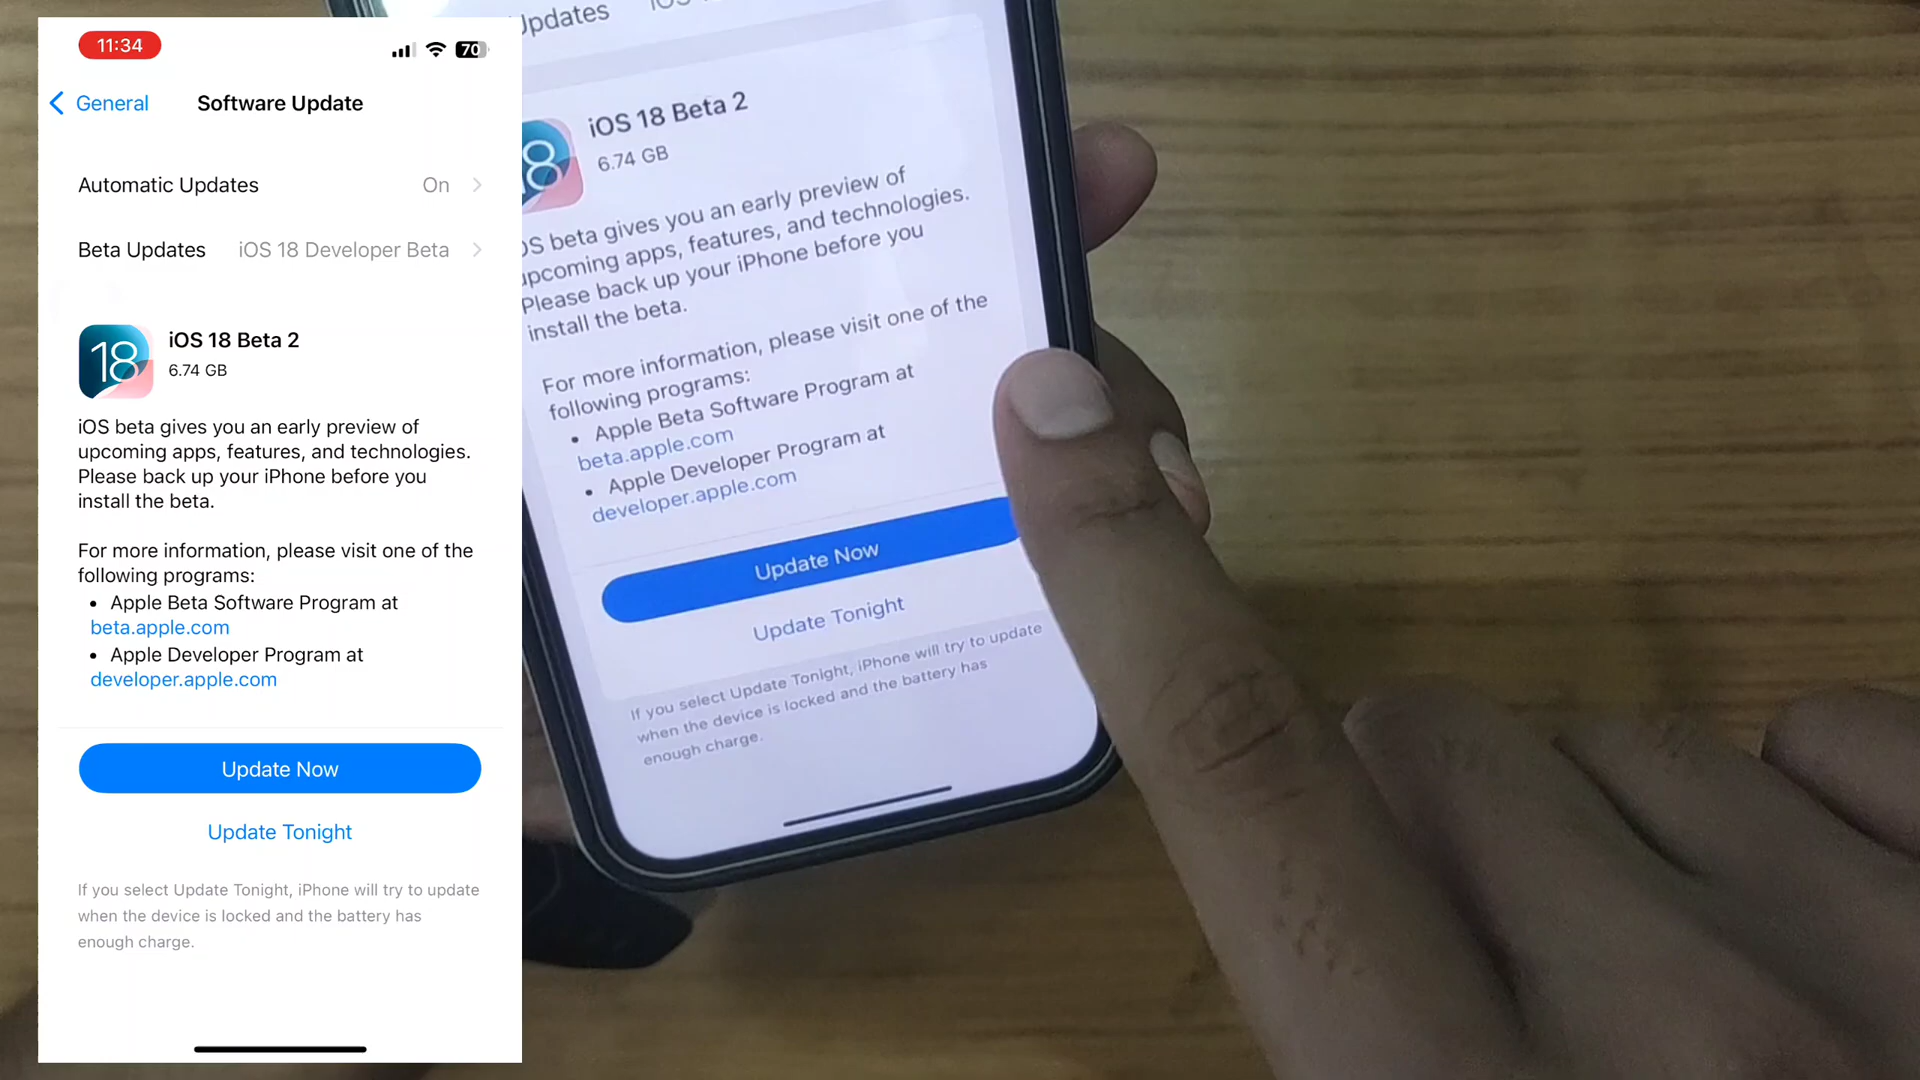 11:34
70
General
Software Update
Automatic Updates
On
Beta Updates
iOS 18 Developer Beta
18
iOS 18 Beta 2
6.74 GB
iOS beta gives you an early preview of
upcoming apps, features, and technologies.
Please back up your iPhone before you
install the beta.
For more information, please visit one of the
following programs:
• Apple Beta Software Program at
beta.apple.com
• Apple Developer Program at
developer.apple.com
Update Now
Update Tonight
If you select Update Tonight, iPhone will try to update
when the device is locked and the battery has
enough charge.
Updates
18
iOS 18 Beta 2
6.74 GB
OS beta gives you an early preview of
upcoming apps, features, and technologies.
Please back up your iPhone before you
install the beta.
For more information, please visit one of the
following programs:
• Apple Beta Software Program at
beta.apple.com
• Apple Developer Program at
developer.apple.com
Update Now
Update Tonight
If you select Update Tonight, iPhone will try to update
when the device is locked and the battery has
enough charge.